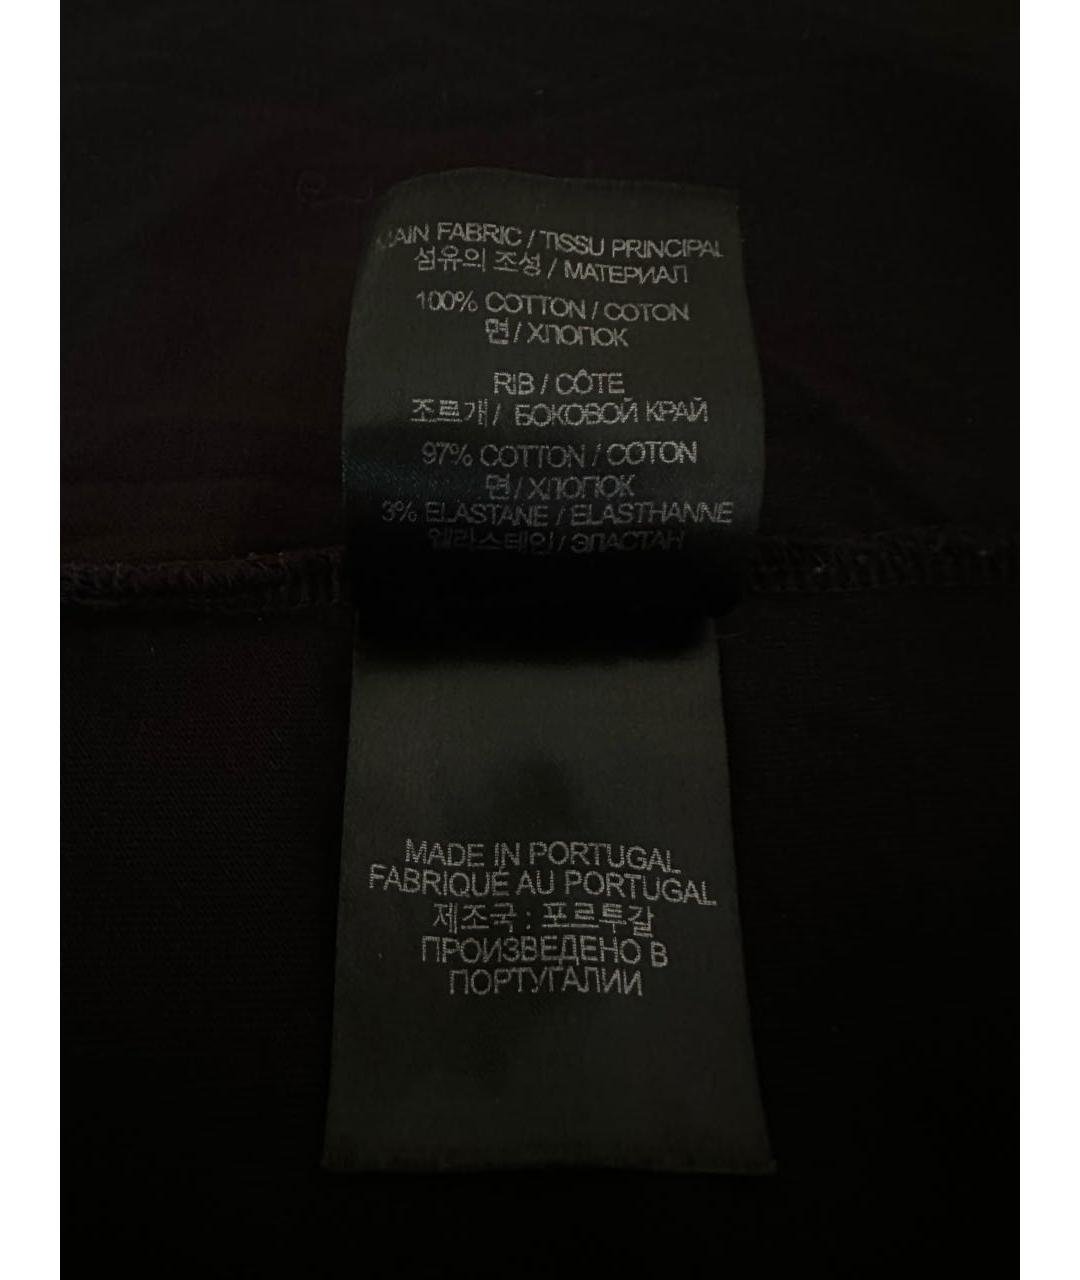 MAIN FABRIC / TISSU PRINCIPAL
섬유의 조성 / МАТЕРИАЛ
100% COTTON / COTON
면 / ХЛОПОК
RIB / CÔTE
조르개 / БОКОВОЙ КРАЙ
97% COTTON / COTON
면 / ХЛОПОК
3% ELASTANE / ELASTHANNE
엘라스테인 / ЭЛАСТАН
MADE IN PORTUGAL
FABRIQUE AU PORTUGAL
제조국 : 포르투갈
ПРОИЗВЕДЕНО В
ПОРТУГАЛИИ